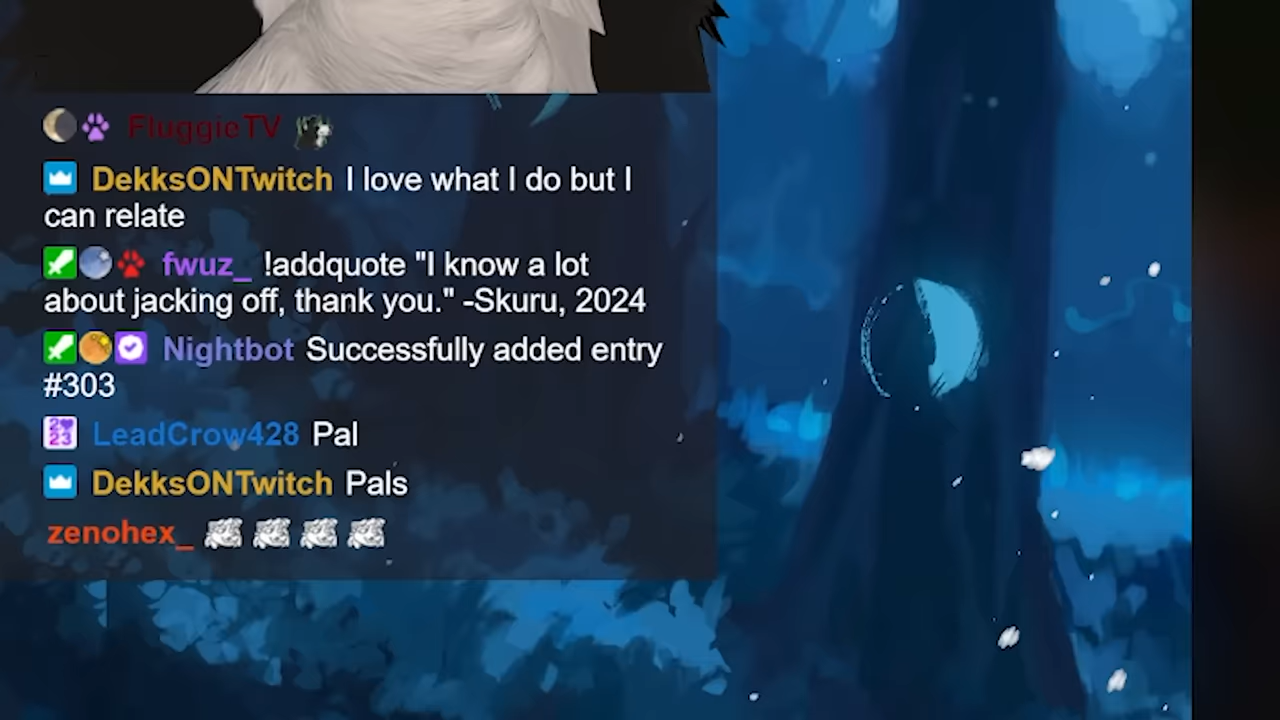 FluggieTV
DekksONTwitch I love what I do but I
can relate
fwuz_ !addquote "I know a lot
about jacking off, thank you." -Skuru, 2024
Nightbot Successfully added entry
#303
2023 LeadCrow428 Pal
DekksONTwitch Pals
zenohex_